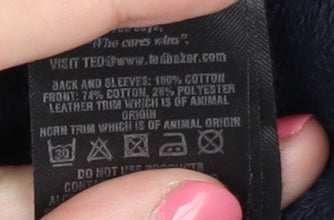 Who cares wins",
VISIT TED@www.tedbaker.com
BACK AND SLEEVES: 100% COTTON
FRONT: 74% COTTON, 26% POLYESTER
LEATHER TRIM WHICH IS OF ANIMAL
ORIGIN
HORN TRIM WHICH IS OF ANIMAL ORIGIN
30
DO NOT USE PRODUCTS